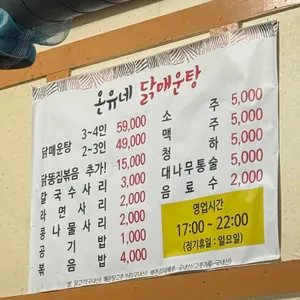 온유네 닭매운탕
닭매운탕 3~4인 59,000
2~3인 49,000
닭똥집볶음 추가! 15,000
칼국수사리 3,000
라면사리 2,000
콩나물사리 2,000
공기밥 1,000
볶음밥 4,000
소주 5,000
맥주 5,000
청하 5,000
대나무통술 5,000
음료수 2,000
영업시간
17:00 ~ 22:00
(정기휴일 : 일요일)